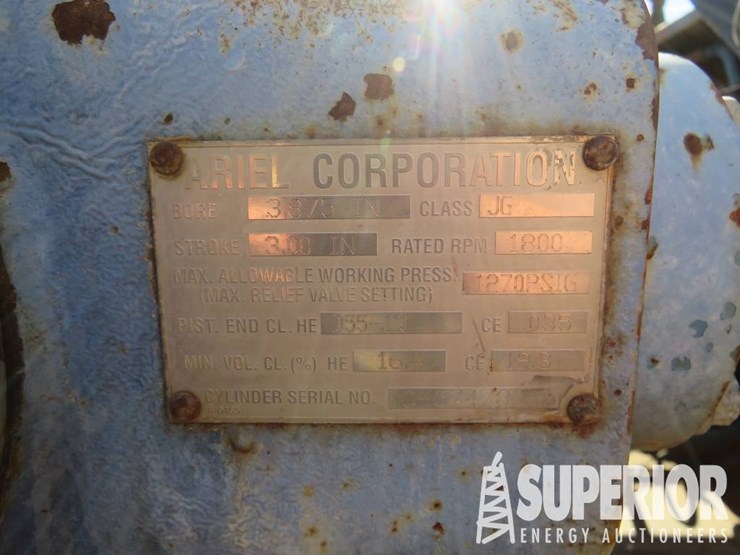 ARIEL CORPORATION
BORE 3.875 IN CLASS JG
STROKE 3.00 IN RATED RPM 1800
MAX. ALLOWABLE WORKING PRESS. 1270PSIG
(MAX. RELIEF VALVE SETTING)
PIST. END CL. HE CE .035
MIN. VOL. CL. (%) HE CE
CYLINDER SERIAL NO.
SUPERIOR
ENERGY AUCTIONEERS